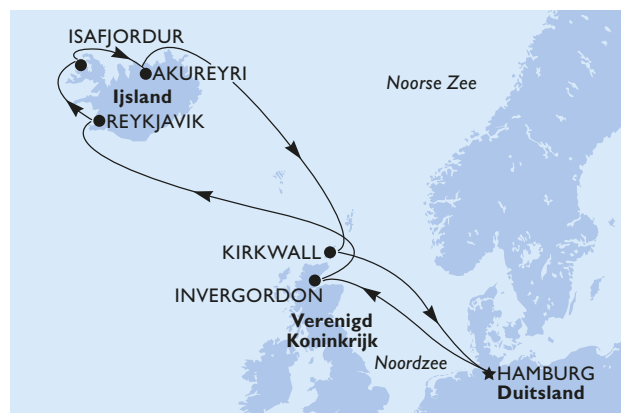 ISAFJORDUR
AKUREYRI
Ijsland
REYKJAVIK
Noorse Zee
KIRKWALL
INVERGORDON
Verenigd
Koninkrijk
Noordzee
HAMBURG
Duitsland